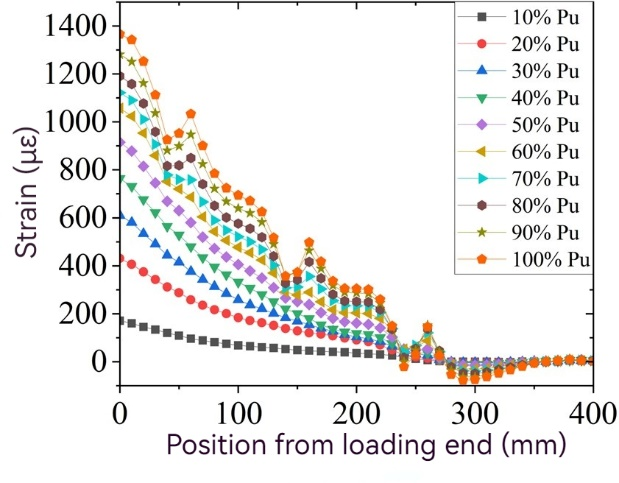 1400
1200
1000
800
600
400
200
0
Strain (με)
10% Pu
20% Pu
30% Pu
40% Pu
50% Pu
60% Pu
70% Pu
80% Pu
90% Pu
100% Pu
0 100 200 300 400
Position from loading end (mm)